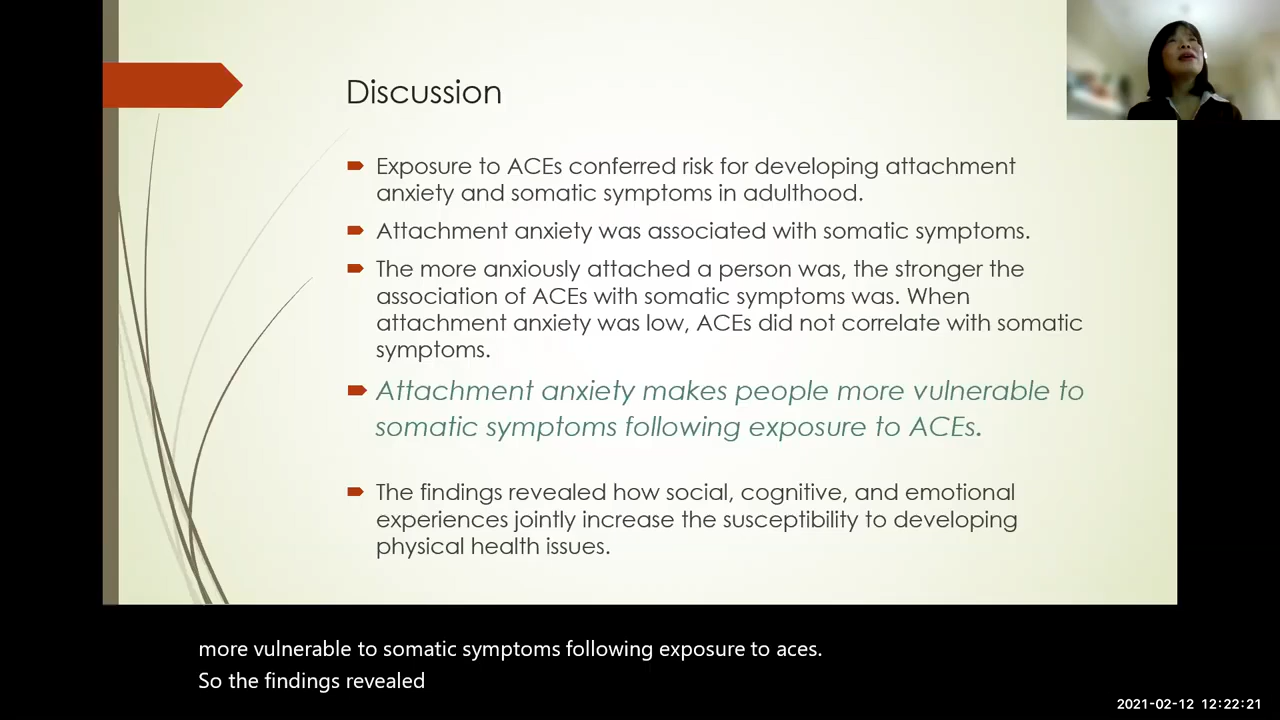 Discussion
Exposure to ACEs conferred risk for developing attachment
anxiety and somatic symptoms in adulthood.
Attachment anxiety was associated with somatic symptoms.
The more anxiously attached a person was, the stronger the
association of ACEs with somatic symptoms was. When
attachment anxiety was low, ACEs did not correlate with somatic
symptoms.
Attachment anxiety makes people more vulnerable to
somatic symptoms following exposure to ACEs.
The findings revealed how social, cognitive, and emotional
experiences jointly increase the susceptibility to developing
physical health issues.
more vulnerable to somatic symptoms following exposure to aces.
So the findings revealed
2021-02-12 12:22:21